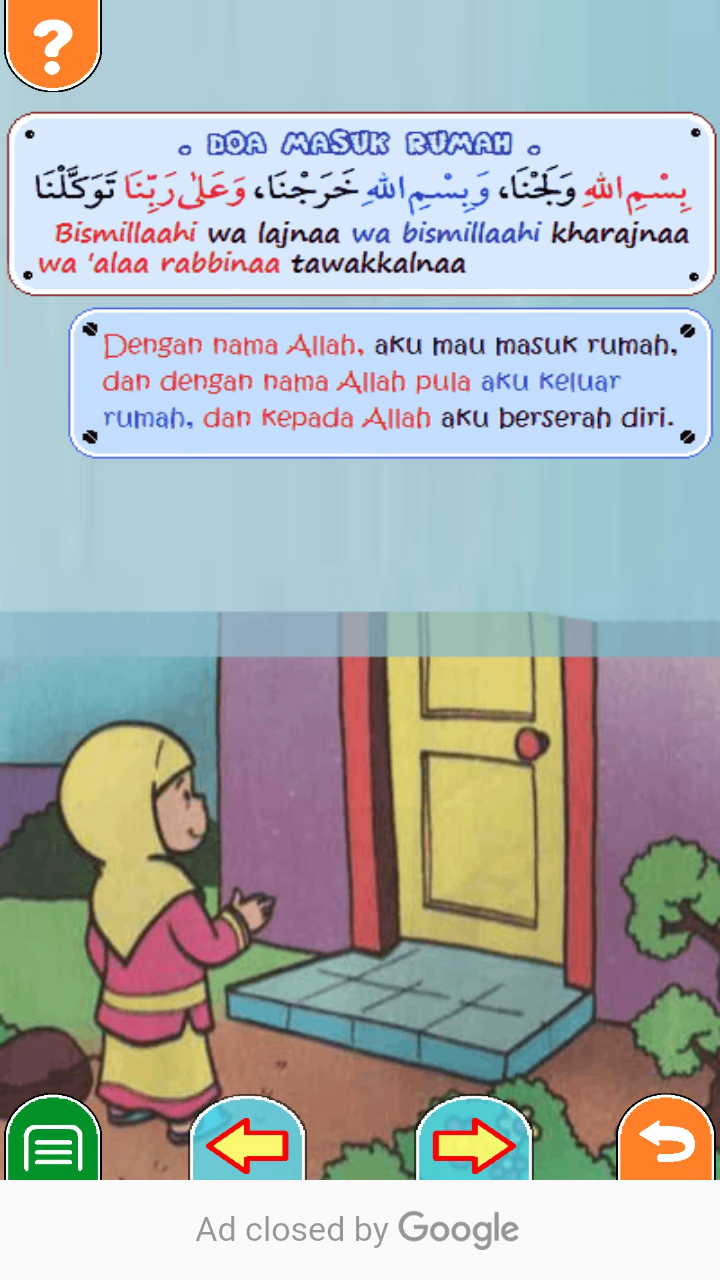 ?
DOA MASUK RUMAH
بِسْمِ اللهِ وَلَجْنَا، وَبِسْمِ اللهِ خَرَجْنَا، وَعَلٰى رَبِّنَا تَوَكَّلْنَا
Bismillaahi wa lajnaa wa bismillaahi kharajnaa
wa 'alaa rabbinaa tawakkalnaa
Dengan nama Allah, aku mau masuk rumah,
dan dengan nama Allah pula aku keluar
rumah, dan kepada Allah aku berserah diri.
Ad closed by Google